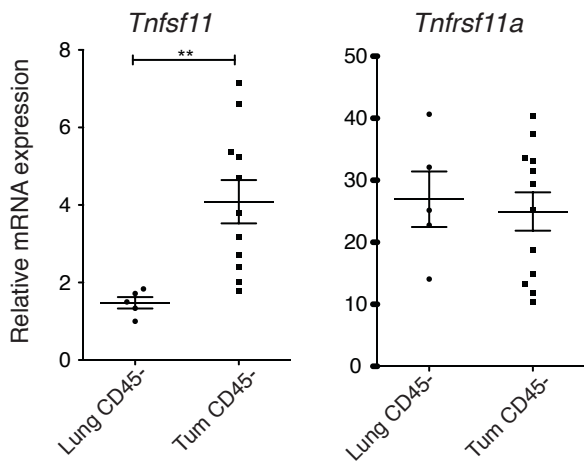 Tnfsf11
Tnfrsf11a
Relative mRNA expression
8
6
4
2
0
**
Lung CD45-
Tum CD45-
50
40
30
20
10
0
Lung CD45-
Tum CD45-